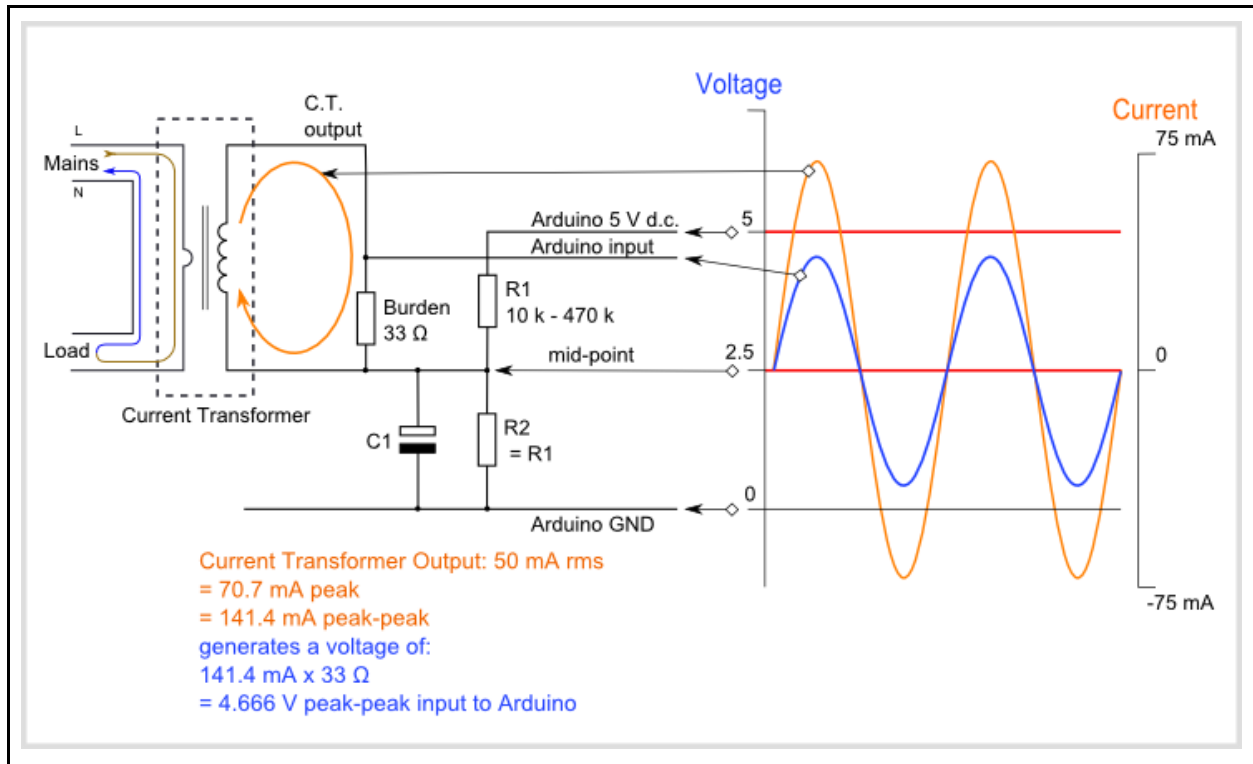 Voltage
Current
C.T.
output
75 mA
L
Mains
N
Arduino 5 V d.c.
5
Arduino input
R1
10 k - 470 k
Burden
33 Ω
Load
mid-point
2.5
0
Current Transformer
C1
R2
= R1
0
Arduino GND
-75 mA
Current Transformer Output: 50 mA rms
= 70.7 mA peak
= 141.4 mA peak-peak
generates a voltage of:
141.4 mA x 33 Ω
= 4.666 V peak-peak input to Arduino